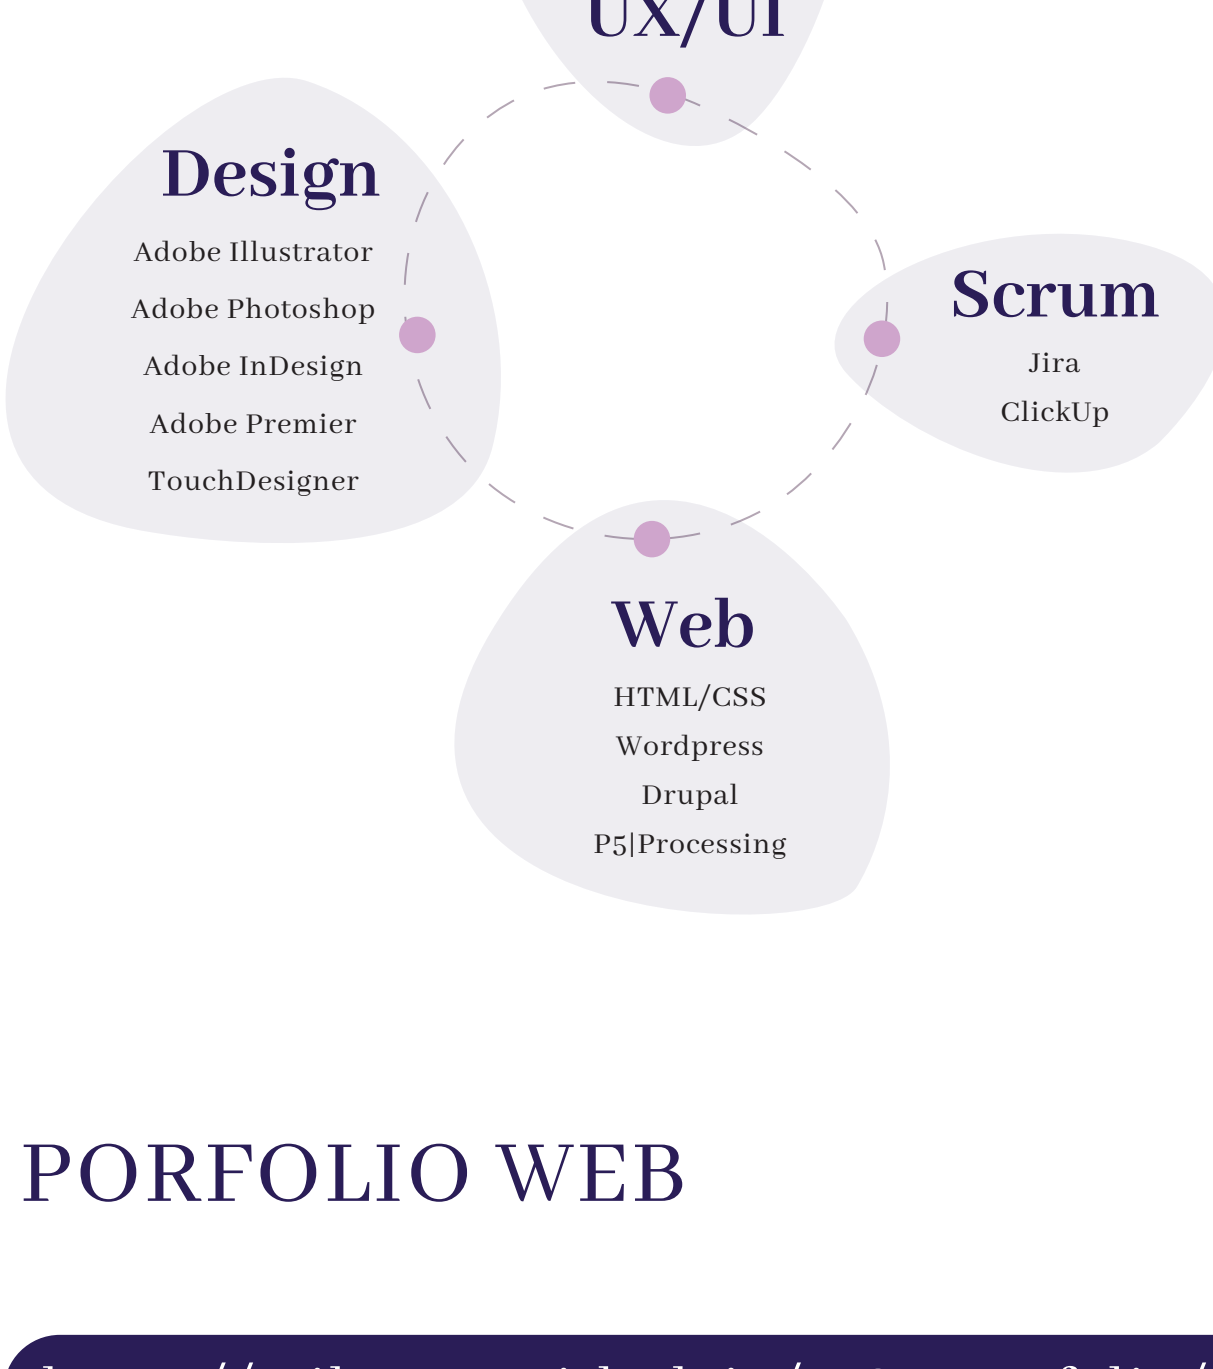 UX/UI
Design
Adobe Illustrator
Adobe Photoshop
Adobe InDesign
Adobe Premier
TouchDesigner
Scrum
Jira
ClickUp
Web
HTML/CSS
Wordpress
Drupal
P5|Processing
PORFOLIO WEB